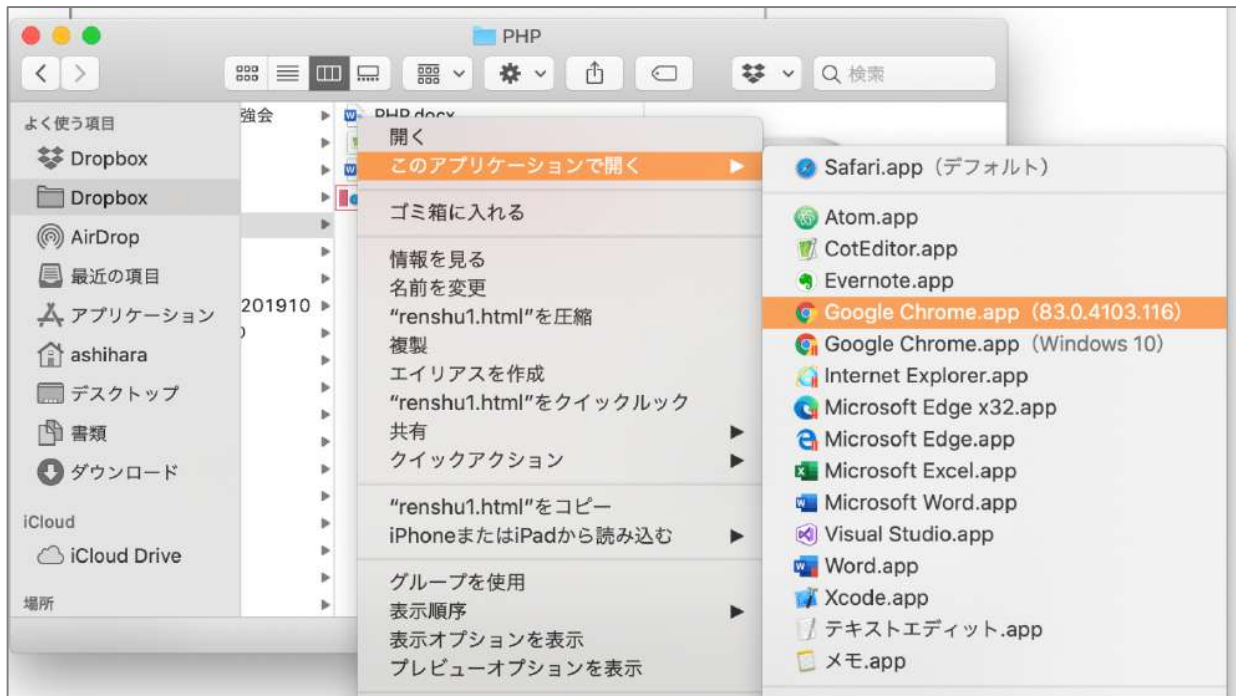 PHP
検索
よく使う項目
Dropbox
Dropbox
AirDrop
最近の項目
アプリケーション
ashihara
デスクトップ
書類
ダウンロード
iCloud
iCloud Drive
場所
強会
201910
PHP.docx
開く
このアプリケーションで開く
ゴミ箱に入れる
情報を見る
名前を変更
“renshu1.html”を圧縮
複製
エイリアスを作成
“renshu1.html”をクイックルック
共有
クイックアクション
“renshu1.html”をコピー
iPhoneまたはiPadから読み込む
グループを使用
表示順序
表示オプションを表示
プレビューオプションを表示
Safari.app（デフォルト）
Atom.app
CotEditor.app
Evernote.app
Google Chrome.app（83.0.4103.116）
Google Chrome.app（Windows 10）
Internet Explorer.app
Microsoft Edge x32.app
Microsoft Edge.app
Microsoft Excel.app
Microsoft Word.app
Visual Studio.app
Word.app
Xcode.app
テキストエディット.app
メモ.app